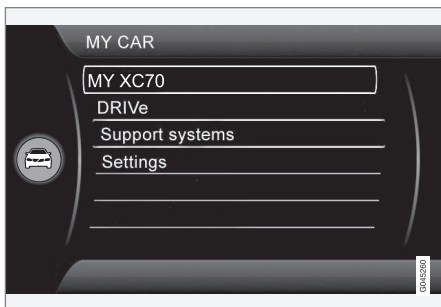 MY CAR
MY XC70
DRIVe
Support systems
Settings
G045260